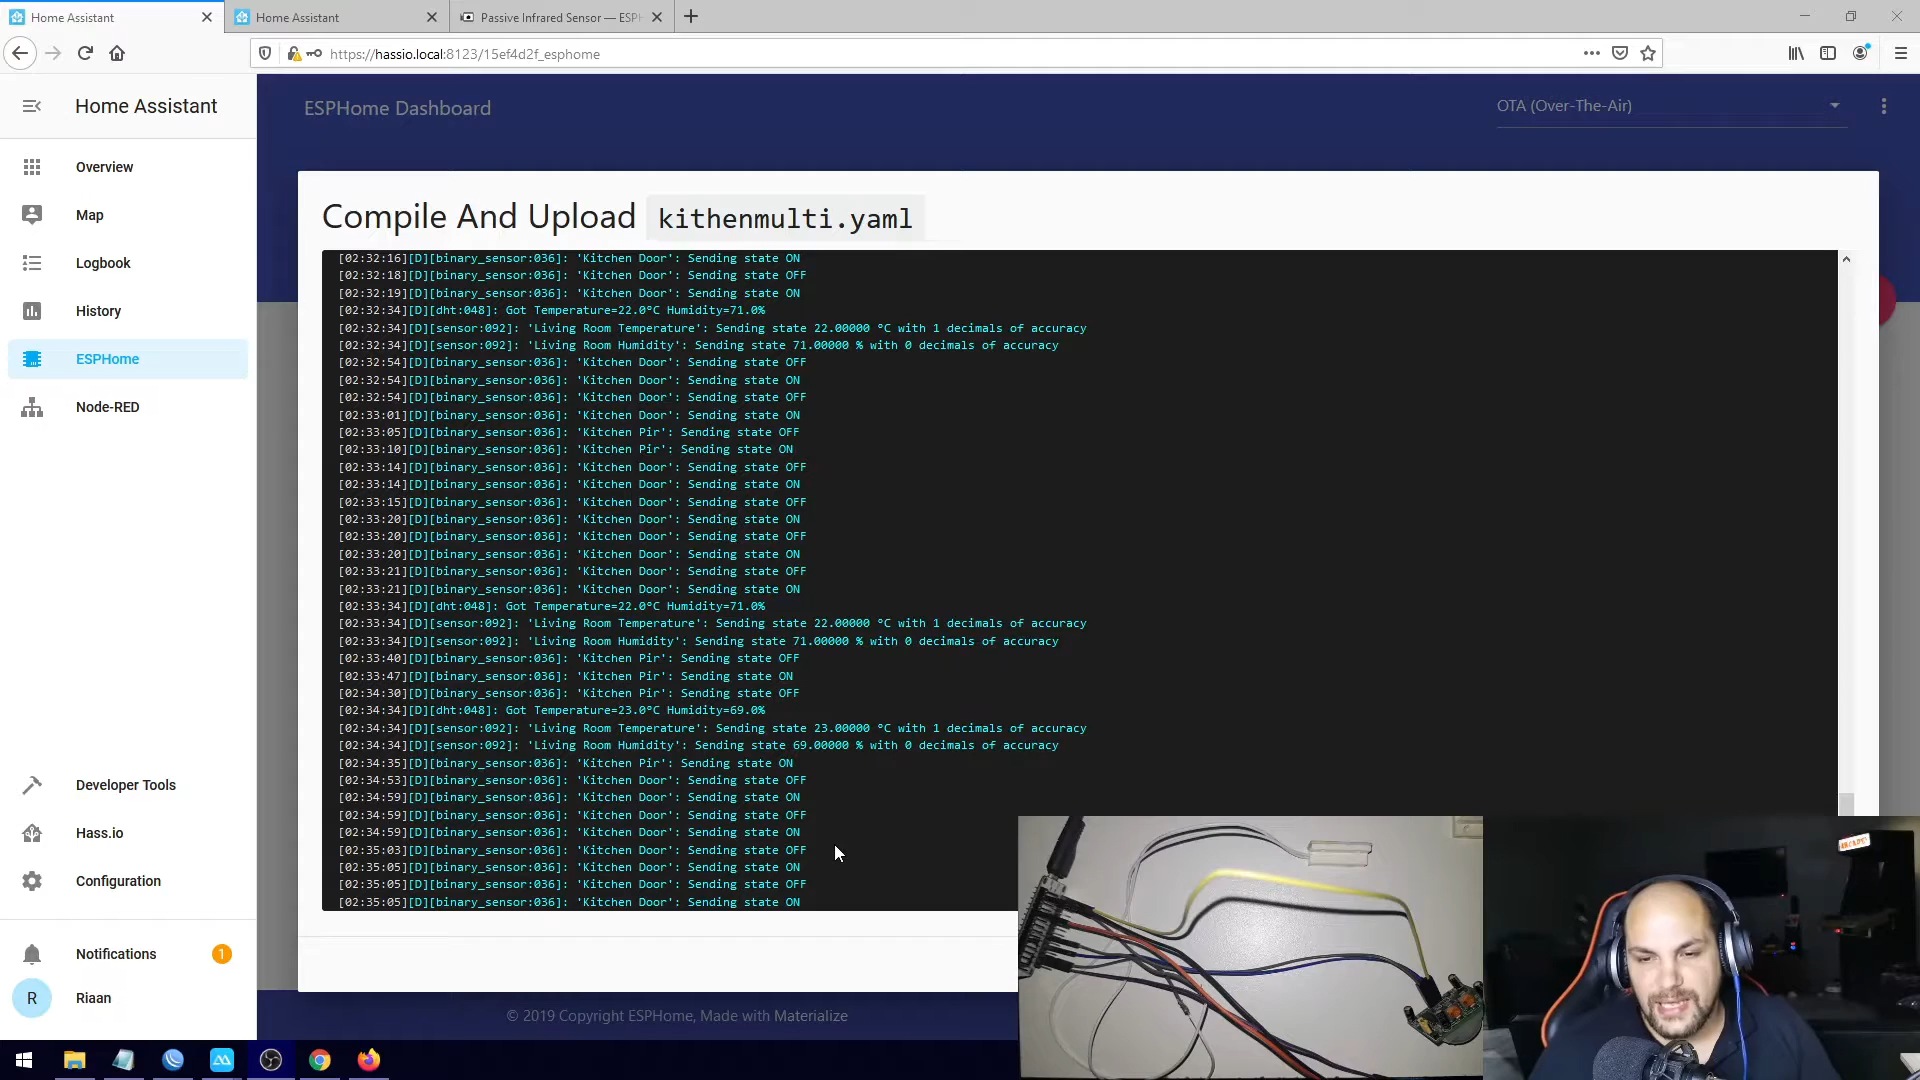 Home Assistant
Home Assistant
Passive Infrared Sensor — ESPH
https://hassio.local:8123/15ef4d2f_esphome
Home Assistant
Overview
Map
Logbook
History
ESPHome
Node-RED
Developer Tools
Hass.io
Configuration
Notifications
1
R
Riaan
ESPHome Dashboard
OTA (Over-The-Air)
Compile And Upload kithenmulti.yaml
[02:32:16][D][binary_sensor:036]: 'Kitchen Door': Sending state ON
[02:32:18][D][binary_sensor:036]: 'Kitchen Door': Sending state OFF
[02:32:19][D][binary_sensor:036]: 'Kitchen Door': Sending state ON
[02:32:34][D][dht:048]: Got Temperature=22.0°C Humidity=71.0%
[02:32:34][D][sensor:092]: 'Living Room Temperature': Sending state 22.00000 °C with 1 decimals of accuracy
[02:32:34][D][sensor:092]: 'Living Room Humidity': Sending state 71.00000 % with 0 decimals of accuracy
[02:32:54][D][binary_sensor:036]: 'Kitchen Door': Sending state OFF
[02:32:54][D][binary_sensor:036]: 'Kitchen Door': Sending state ON
[02:32:54][D][binary_sensor:036]: 'Kitchen Door': Sending state OFF
[02:33:01][D][binary_sensor:036]: 'Kitchen Door': Sending state ON
[02:33:05][D][binary_sensor:036]: 'Kitchen Pir': Sending state OFF
[02:33:10][D][binary_sensor:036]: 'Kitchen Pir': Sending state ON
[02:33:14][D][binary_sensor:036]: 'Kitchen Door': Sending state OFF
[02:33:14][D][binary_sensor:036]: 'Kitchen Door': Sending state ON
[02:33:15][D][binary_sensor:036]: 'Kitchen Door': Sending state OFF
[02:33:20][D][binary_sensor:036]: 'Kitchen Door': Sending state ON
[02:33:20][D][binary_sensor:036]: 'Kitchen Door': Sending state OFF
[02:33:20][D][binary_sensor:036]: 'Kitchen Door': Sending state ON
[02:33:21][D][binary_sensor:036]: 'Kitchen Door': Sending state OFF
[02:33:21][D][binary_sensor:036]: 'Kitchen Door': Sending state ON
[02:33:34][D][dht:048]: Got Temperature=22.0°C Humidity=71.0%
[02:33:34][D][sensor:092]: 'Living Room Temperature': Sending state 22.00000 °C with 1 decimals of accuracy
[02:33:34][D][sensor:092]: 'Living Room Humidity': Sending state 71.00000 % with 0 decimals of accuracy
[02:33:40][D][binary_sensor:036]: 'Kitchen Pir': Sending state OFF
[02:33:47][D][binary_sensor:036]: 'Kitchen Pir': Sending state ON
[02:34:30][D][binary_sensor:036]: 'Kitchen Pir': Sending state OFF
[02:34:34][D][dht:048]: Got Temperature=23.0°C Humidity=69.0%
[02:34:34][D][sensor:092]: 'Living Room Temperature': Sending state 23.00000 °C with 1 decimals of accuracy
[02:34:34][D][sensor:092]: 'Living Room Humidity': Sending state 69.00000 % with 0 decimals of accuracy
[02:34:35][D][binary_sensor:036]: 'Kitchen Pir': Sending state ON
[02:34:53][D][binary_sensor:036]: 'Kitchen Door': Sending state OFF
[02:34:59][D][binary_sensor:036]: 'Kitchen Door': Sending state ON
[02:34:59][D][binary_sensor:036]: 'Kitchen Door': Sending state OFF
[02:34:59][D][binary_sensor:036]: 'Kitchen Door': Sending state ON
[02:35:03][D][binary_sensor:036]: 'Kitchen Door': Sending state OFF
[02:35:05][D][binary_sensor:036]: 'Kitchen Door': Sending state ON
[02:35:05][D][binary_sensor:036]: 'Kitchen Door': Sending state OFF
[02:35:05][D][binary_sensor:036]: 'Kitchen Door': Sending state ON
© 2019 Copyright ESPHome, Made with Materialize